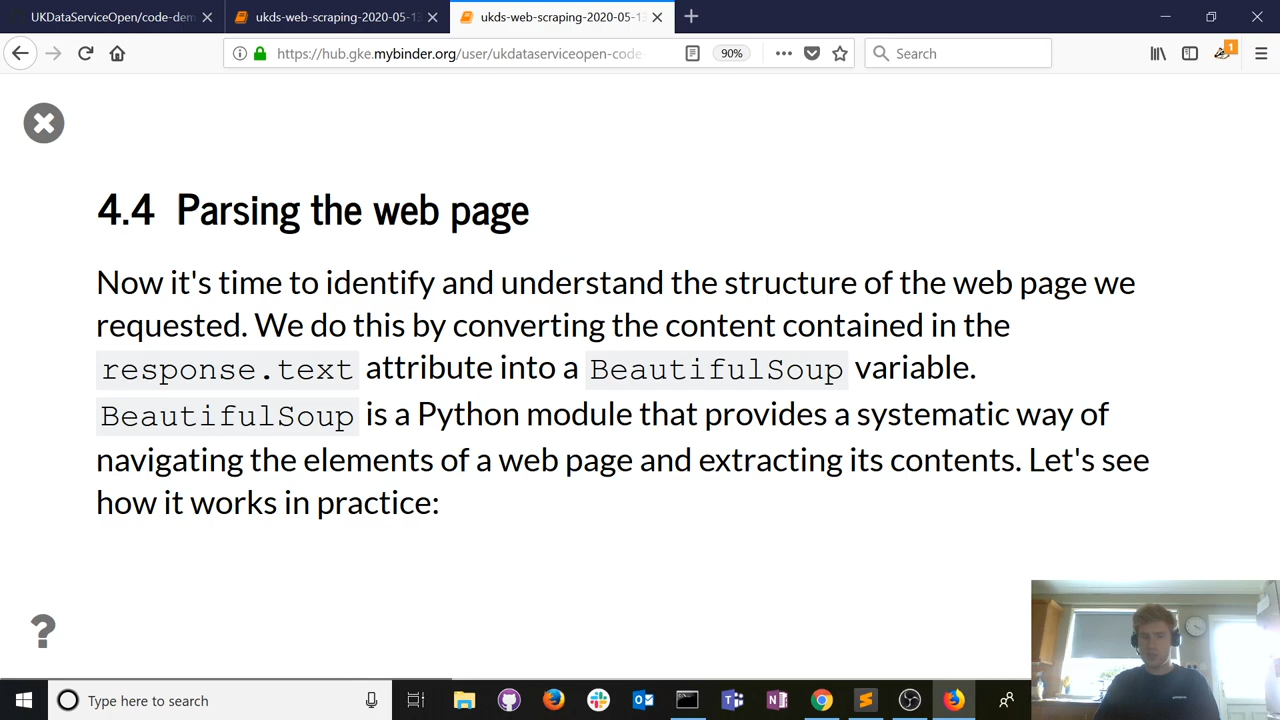 UKDataServiceOpen/code-dem
ukds-web-scraping-2020-05-13
ukds-web-scraping-2020-05-13
https://hub.gke.mybinder.org/user/ukdataserviceopen-code-
90%
Search
1
4.4 Parsing the web page
Now it's time to identify and understand the structure of the web page we
requested. We do this by converting the content contained in the
response.text attribute into a BeautifulSoup variable.
BeautifulSoup is a Python module that provides a systematic way of
navigating the elements of a web page and extracting its contents. Let's see
how it works in practice:
?
Type here to search